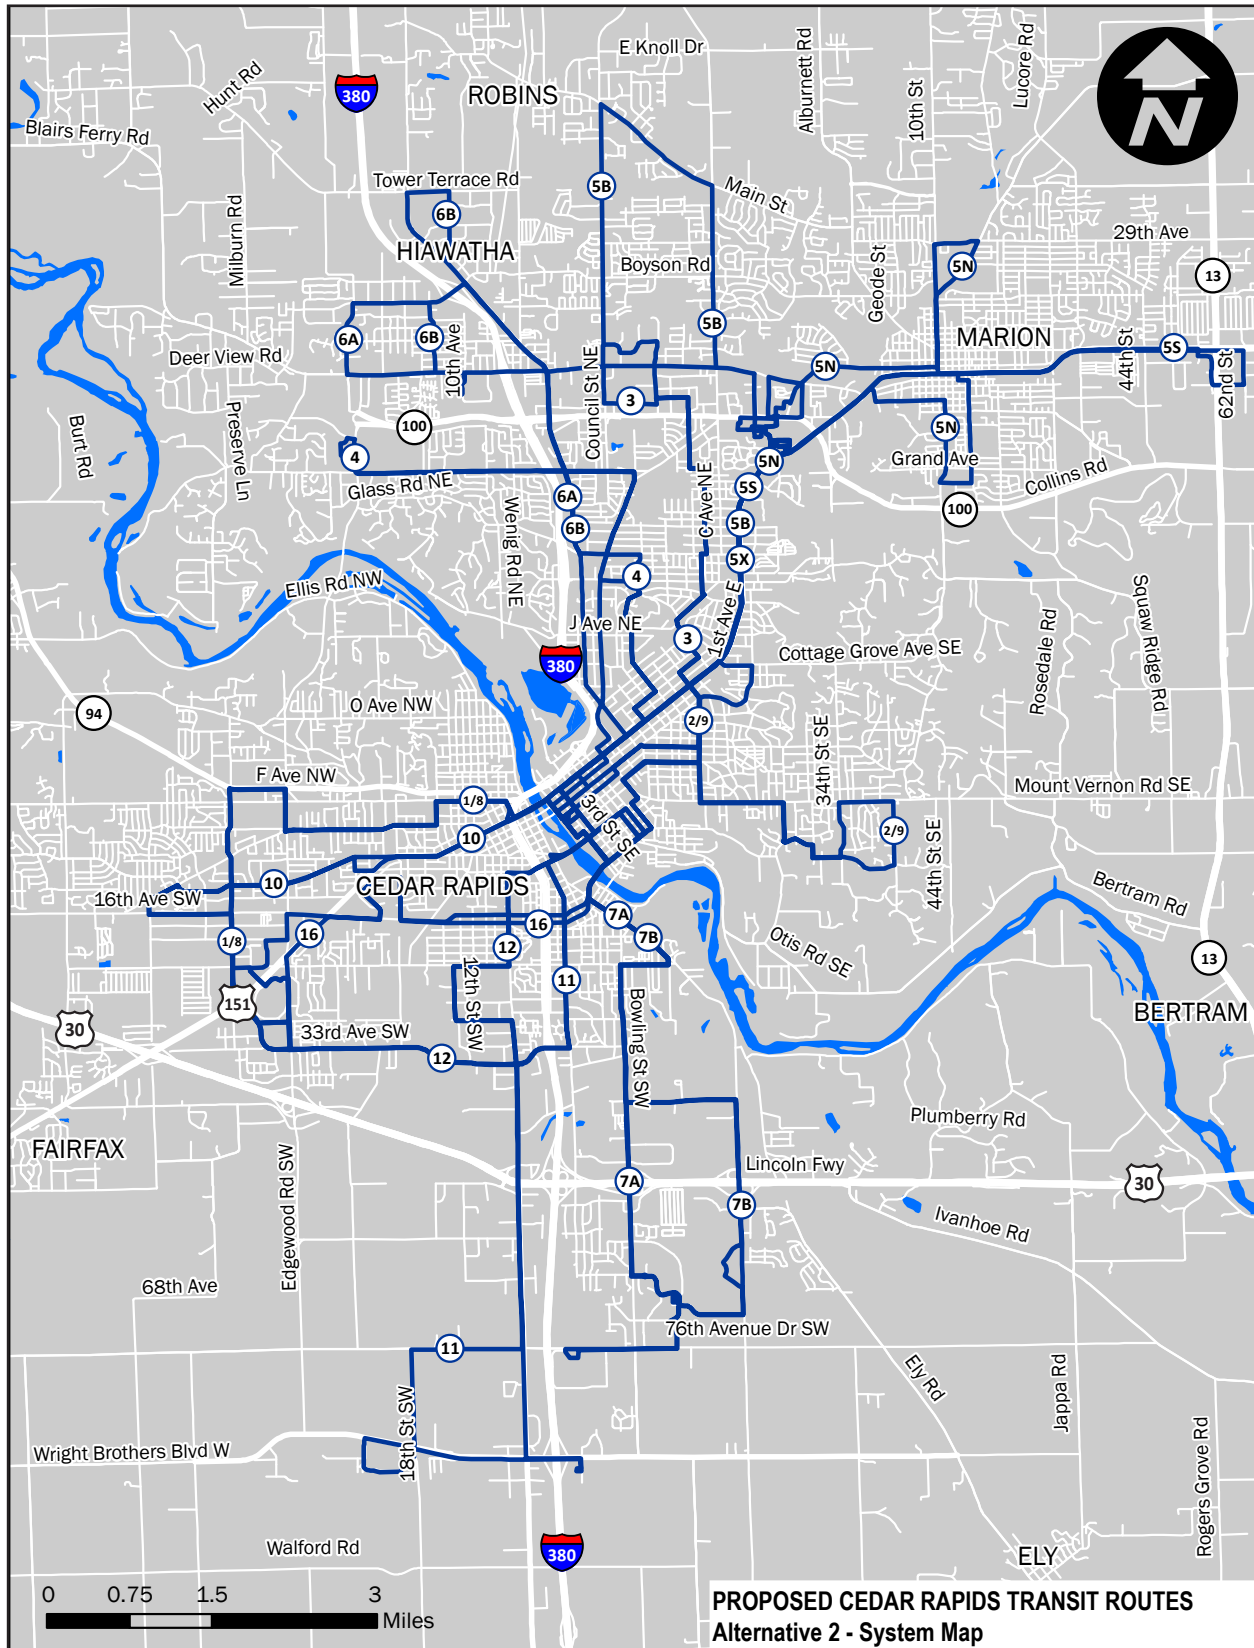 E Knoll Dr
Lucore Rd
Alburnett Rd
10th St
Hunt Rd
380
ROBINS
N
Blairs Ferry Rd
Tower Terrace Rd
5B
Main St
6B
Milburn Rd
29th Ave
HIAWATHA
Boyson Rd
Geode St
5N
13
6A
6B
5B
MARION
44th St
5S
Deer View Rd
10th Ave
Council St NE
5N
62nd St
3
Burt Rd
Preserve Ln
100
5N
4
Glass Rd NE
5N
Grand Ave
Collins Rd
6A
5S
C Ave NE
100
6B
5B
Wenig Rd NE
5X
Ellis Rd NW
4
1st Ave E
Squaw Ridge Rd
J Ave NE
3
Rosedale Rd
380
Cottage Grove Ave SE
O Ave NW
94
2/9
34th St SE
F Ave NW
Mount Vernon Rd SE
1/8
3rd St SE
10
2/9
44th St SE
10
CEDAR RAPIDS
16th Ave SW
Bertram Rd
7A
16
16
1/8
7B
12
Otis Rd SE
13
12th St SW
11
151
Bowling St SW
BERTRAM
30
33rd Ave SW
12
Plumberry Rd
FAIRFAX
Lincoln Fwy
7A
30
7B
Edgewood Rd SW
Ivanhoe Rd
68th Ave
76th Avenue Dr SW
11
Ely Rd
Jappa Rd
18th St SW
Wright Brothers Blvd W
Rogers Grove Rd
Walford Rd
380
ELY
0 0.75 1.5 3
Miles
PROPOSED CEDAR RAPIDS TRANSIT ROUTES
Alternative 2 - System Map